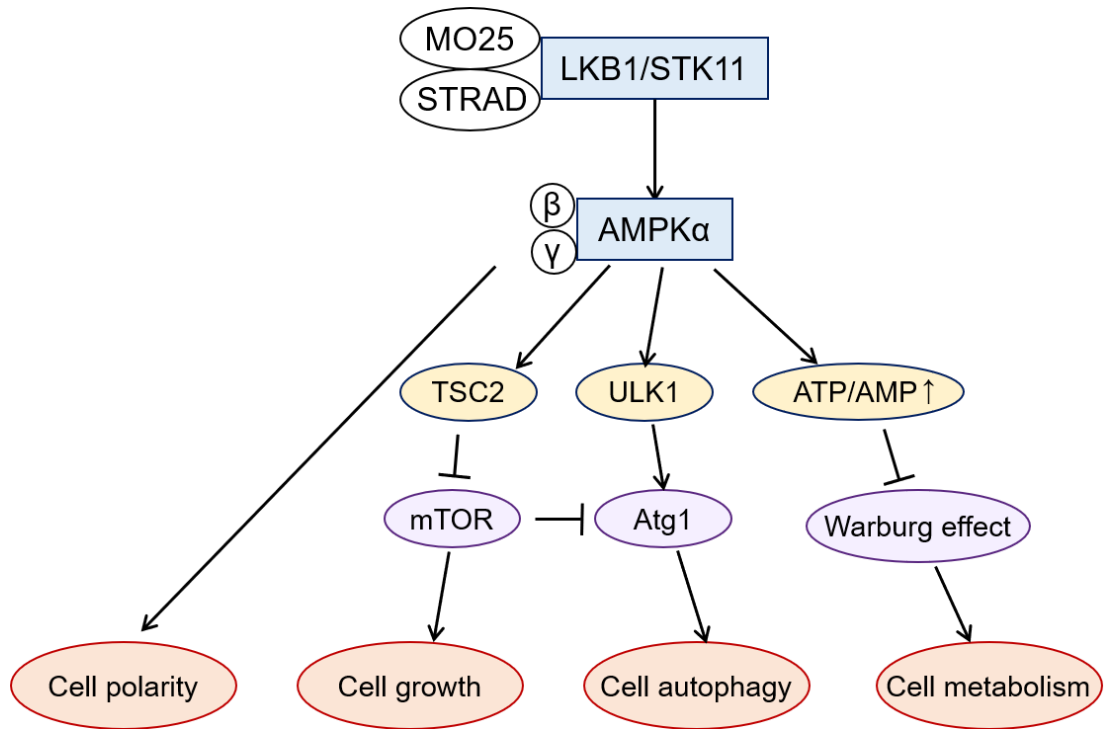 MO25
LKB1/STK11
STRAD
β
AMPKα
γ
TSC2
ULK1
ATP/AMP↑
mTOR
Atg1
Warburg effect
Cell polarity
Cell growth
Cell autophagy
Cell metabolism